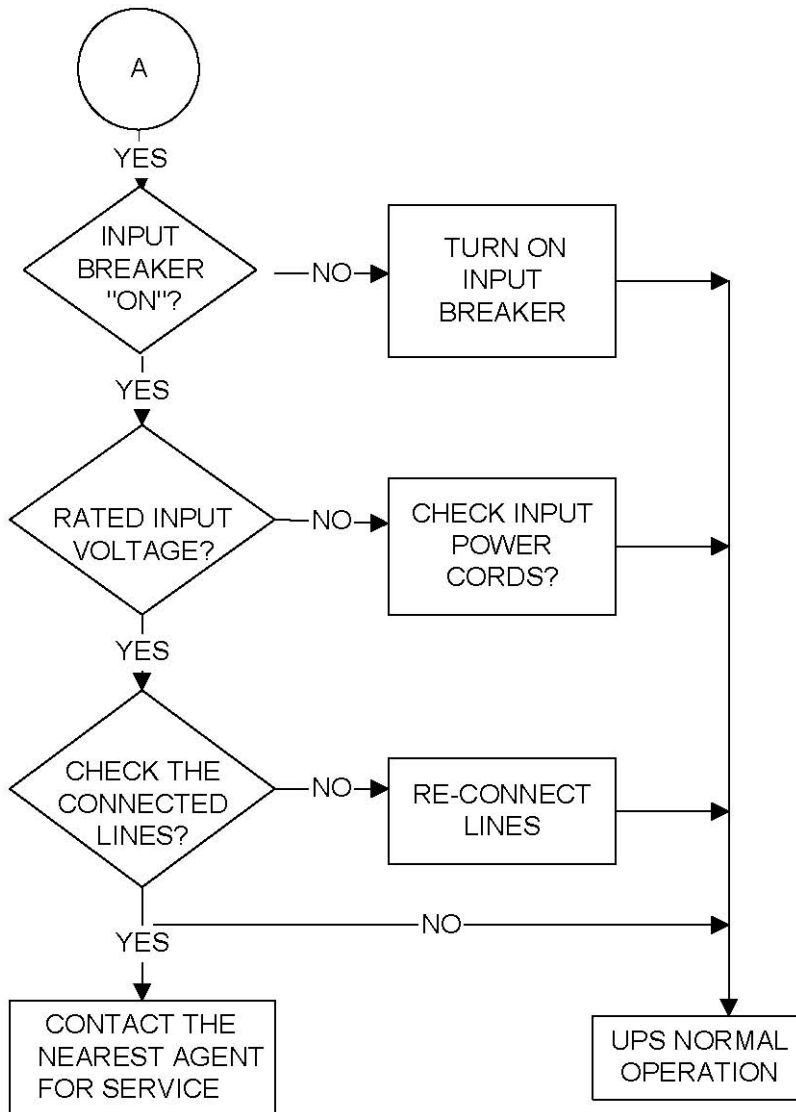 A
YES
INPUT
BREAKER
"ON"?
NO
TURN ON
INPUT
BREAKER
YES
RATED INPUT
VOLTAGE?
NO
CHECK INPUT
POWER
CORDS?
YES
CHECK THE
CONNECTED
LINES?
NO
RE-CONNECT
LINES
YES
NO
CONTACT THE
NEAREST AGENT
FOR SERVICE
UPS NORMAL
OPERATION